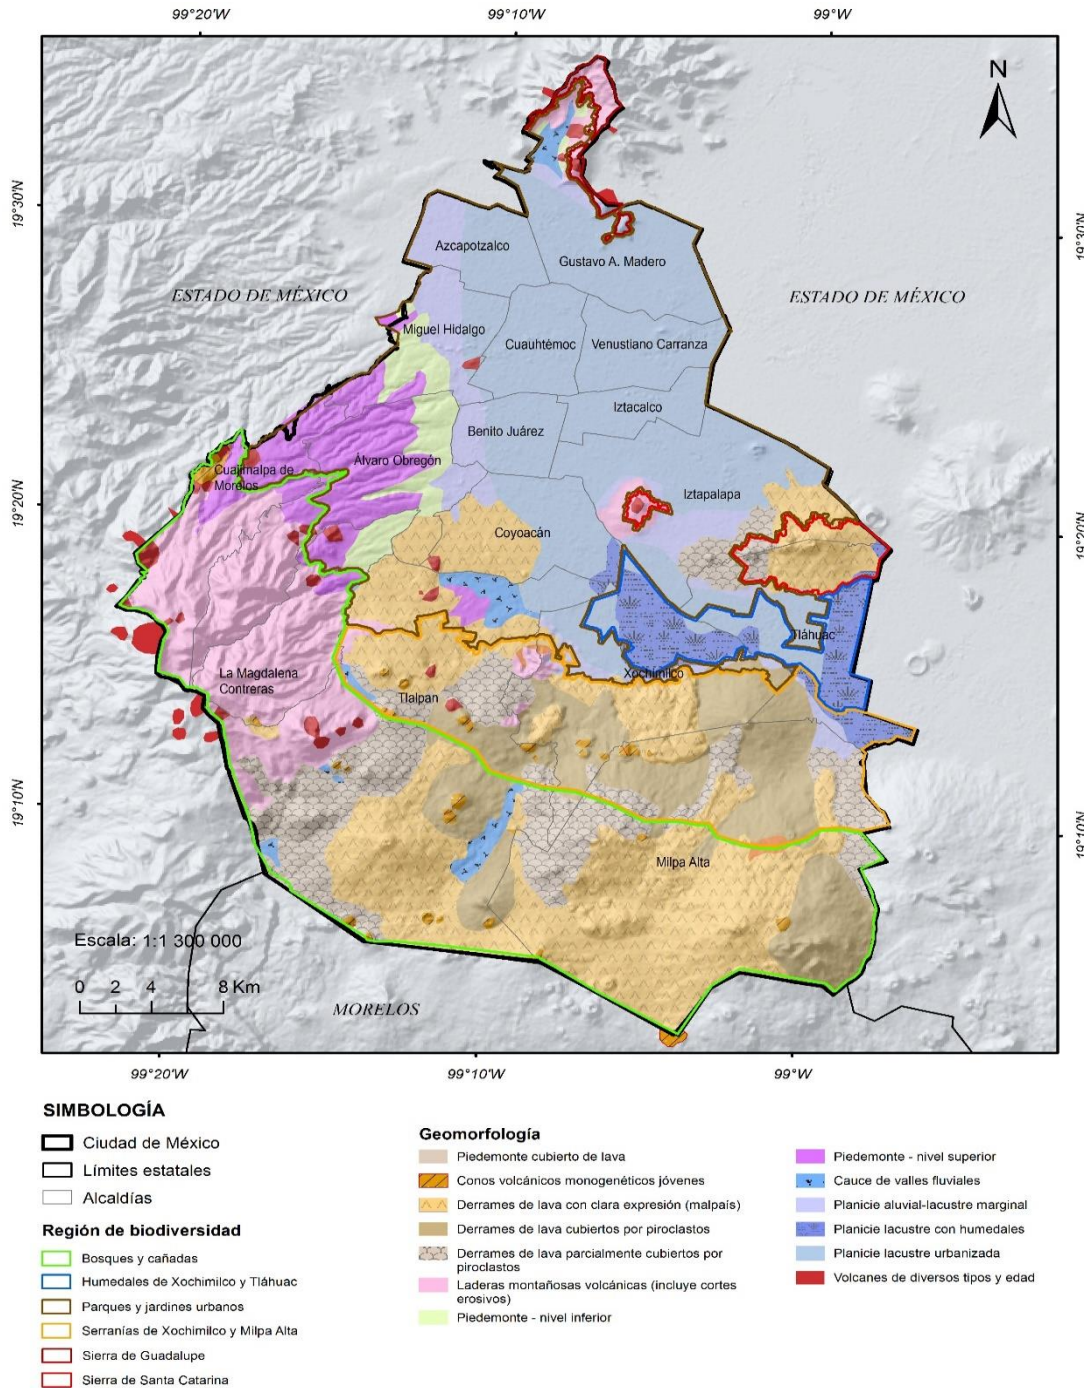 99°20'W
99°10'W
99°W
N
19°30'N
19°30'N
Azcapotzalco
Gustavo A. Madero
ESTADO DE MÉXICO
ESTADO DE MÉXICO
Miguel Hidalgo
Cuauhtémoc
Venustiano Carranza
Iztacalco
Benito Juárez
Álvaro Obregón
Cuajimalpa de
Morelos
Iztapalapa
19°20'N
19°20'N
Coyoacán
Tláhuac
La Magdalena
Contreras
Xochimilco
Tlalpan
19°10'N
19°10'N
Milpa Alta
Escala: 1:1 300 000
0 2 4 8 Km
MORELOS
99°20'W
99°10'W
99°W
SIMBOLOGÍA
Ciudad de México
Límites estatales
Alcaldías
Región de biodiversidad
Bosques y cañadas
Humedales de Xochimilco y Tláhuac
Parques y jardines urbanos
Serranías de Xochimilco y Milpa Alta
Sierra de Guadalupe
Sierra de Santa Catarina
Geomorfología
Piedemonte cubierto de lava
Conos volcánicos monogenéticos jóvenes
Derrames de lava con clara expresión (malpaís)
Derrames de lava cubiertos por piroclastos
Derrames de lava parcialmente cubiertos por
piroclastos
Laderas montañosas volcánicas (incluye cortes
erosivos)
Piedemonte - nivel inferior
Piedemonte - nivel superior
Cauce de valles fluviales
Planicie aluvial-lacustre marginal
Planicie lacustre con humedales
Planicie lacustre urbanizada
Volcanes de diversos tipos y edad